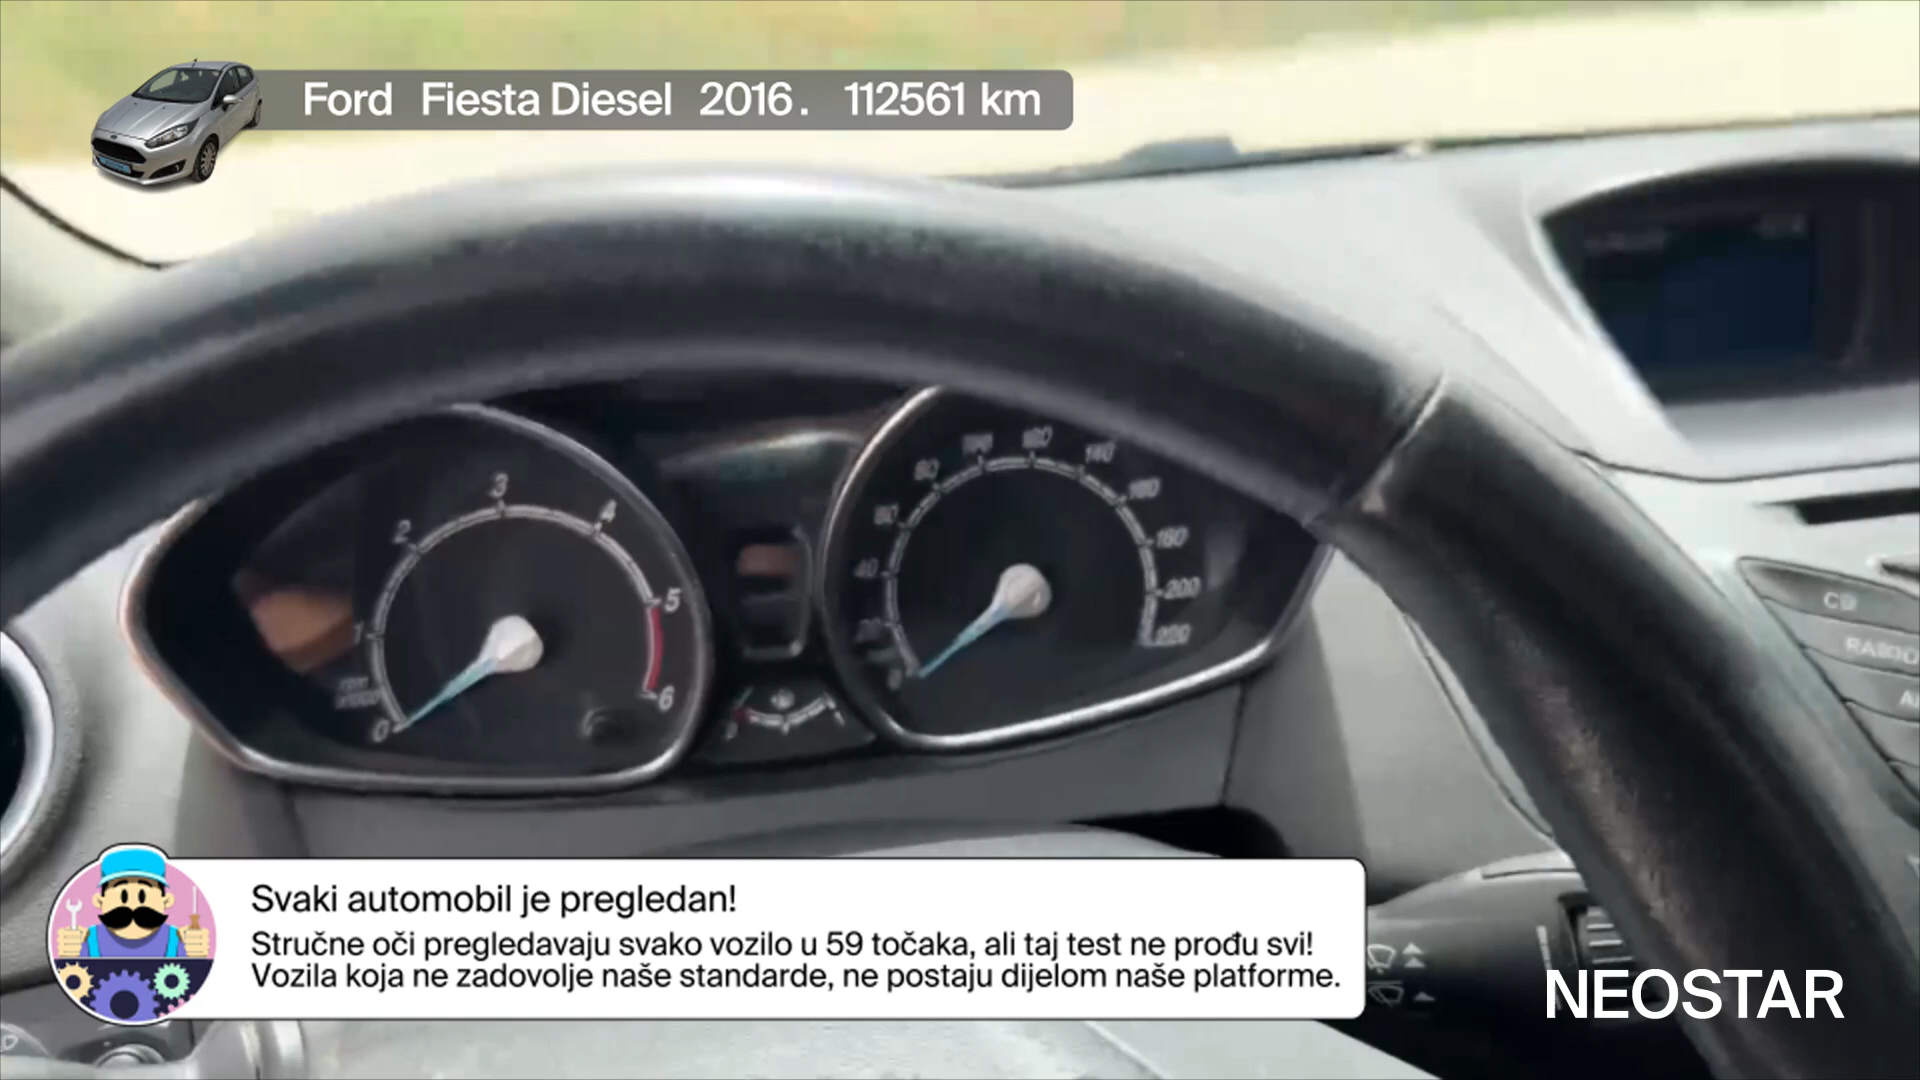 Ford Fiesta Diesel 2016. 112561 km
100 120 140
80 160
60 180
40 200
20 220
0
3
2 4
1 5
6
0
CD
RADIO
Svaki automobil je pregledan!
Stručne oči pregledavaju svako vozilo u 59 točaka, ali taj test ne prođu svi!
Vozila koja ne zadovolje naše standarde, ne postaju dijelom naše platforme.
NEOSTAR